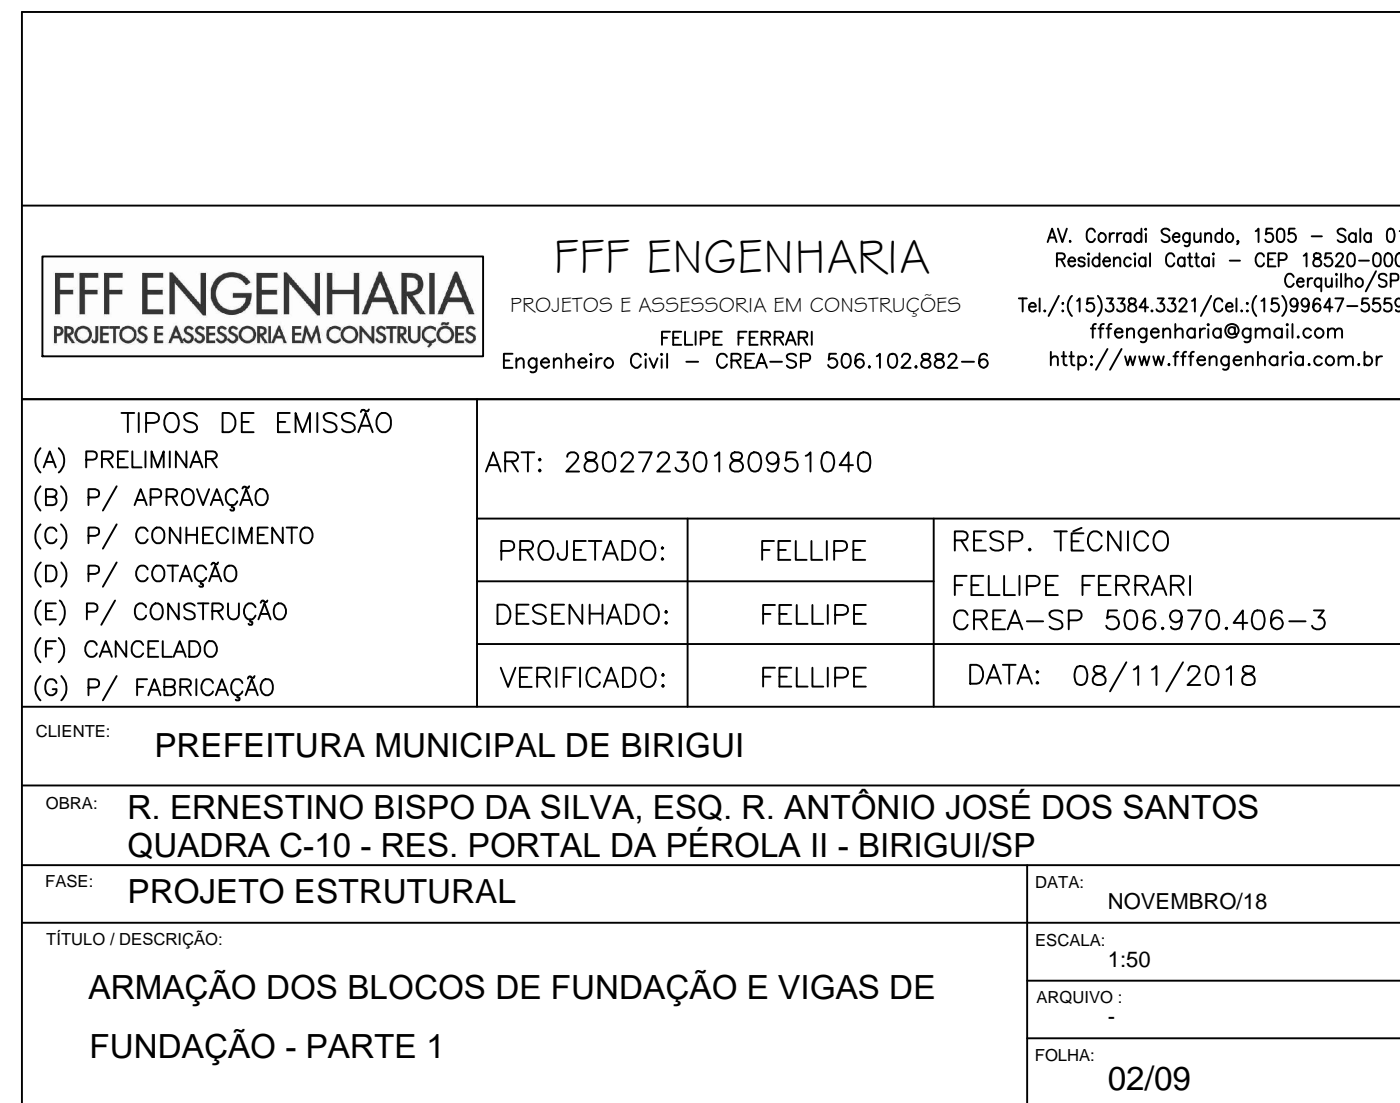 FFF ENGENHARIA
PROJETOS E ASSESSORIA EM CONSTRUÇÕES
FFF ENGENHARIA
PROJETOS E ASSESSORIA EM CONSTRUÇÕES
FELIPE FERRARI
Engenheiro Civil – CREA–SP 506.102.882–6
AV. Corradi Segundo, 1505 – Sala 01
Residencial Cattai – CEP 18520–000
Cerquilho/SP
Tel./:(15)3384.3321/Cel.:(15)99647–5559
fffengenharia@gmail.com
http://www.fffengenharia.com.br
TIPOS DE EMISSÃO
(A) PRELIMINAR
(B) P/ APROVAÇÃO
(C) P/ CONHECIMENTO
(D) P/ COTAÇÃO
(E) P/ CONSTRUÇÃO
(F) CANCELADO
(G) P/ FABRICAÇÃO
ART: 28027230180951040
PROJETADO: FELLIPE
DESENHADO: FELLIPE
VERIFICADO: FELLIPE
RESP. TÉCNICO
FELLIPE FERRARI
CREA–SP 506.970.406–3
DATA: 08/11/2018
CLIENTE: PREFEITURA MUNICIPAL DE BIRIGUI
OBRA: R. ERNESTINO BISPO DA SILVA, ESQ. R. ANTÔNIO JOSÉ DOS SANTOS
QUADRA C-10 - RES. PORTAL DA PÉROLA II - BIRIGUI/SP
FASE: PROJETO ESTRUTURAL
DATA:
NOVEMBRO/18
TÍTULO / DESCRIÇÃO:
ARMAÇÃO DOS BLOCOS DE FUNDAÇÃO E VIGAS DE
FUNDAÇÃO - PARTE 1
ESCALA:
1:50
ARQUIVO :
-
FOLHA:
02/09